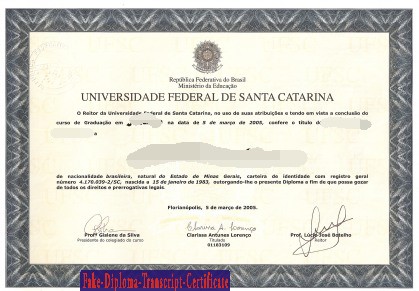 República Federativa do Brasil
Ministério da Educação
UNIVERSIDADE FEDERAL DE SANTA CATARINA
O Reitor da Universidade Federal de Santa Catarina, no uso de suas atribuições e tendo em vista a conclusão do
curso de Graduação em na data de 5 de março de 2005, confere o título de
a
de nacionalidade brasileira, natural do Estado de Minas Gerais, carteira de identidade com registro geral
número 4.170.039-2/SC, nascida a 15 de janeiro de 1983, outorgando-lhe o presente Diploma a fim de que possa gozar
de todos os direitos e prerrogativas legais.
Florianópolis, 5 de março de 2005.
Profª Gislene da Silva
Presidente do colegiado do curso
Clarissa Antunes Lorenço
Titulado
01183109
Prof. Lúcio José Botelho
Reitor
Fake-Diploma-Transcript-Certificate